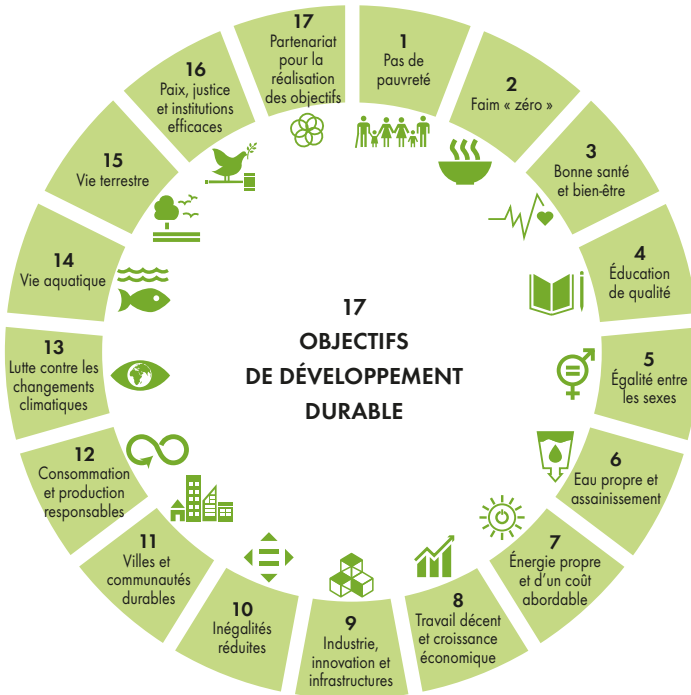 17
OBJECTIFS
DE DÉVELOPPEMENT
DURABLE
1
Pas de
pauvreté
2
Faim « zéro »
3
Bonne santé
et bien-être
4
Éducation
de qualité
5
Égalité entre
les sexes
6
Eau propre et
assainissement
7
Énergie propre
et d'un coût
abordable
8
Travail décent
et croissance
économique
9
Industrie,
innovation et
infrastructures
10
Inégalités
réduites
11
Villes et
communautés
durables
12
Consommation
et production
responsables
13
Lutte contre les
changements
climatiques
14
Vie aquatique
15
Vie terrestre
16
Paix, justice
et institutions
efficaces
17
Partenariat
pour la
réalisation
des objectifs